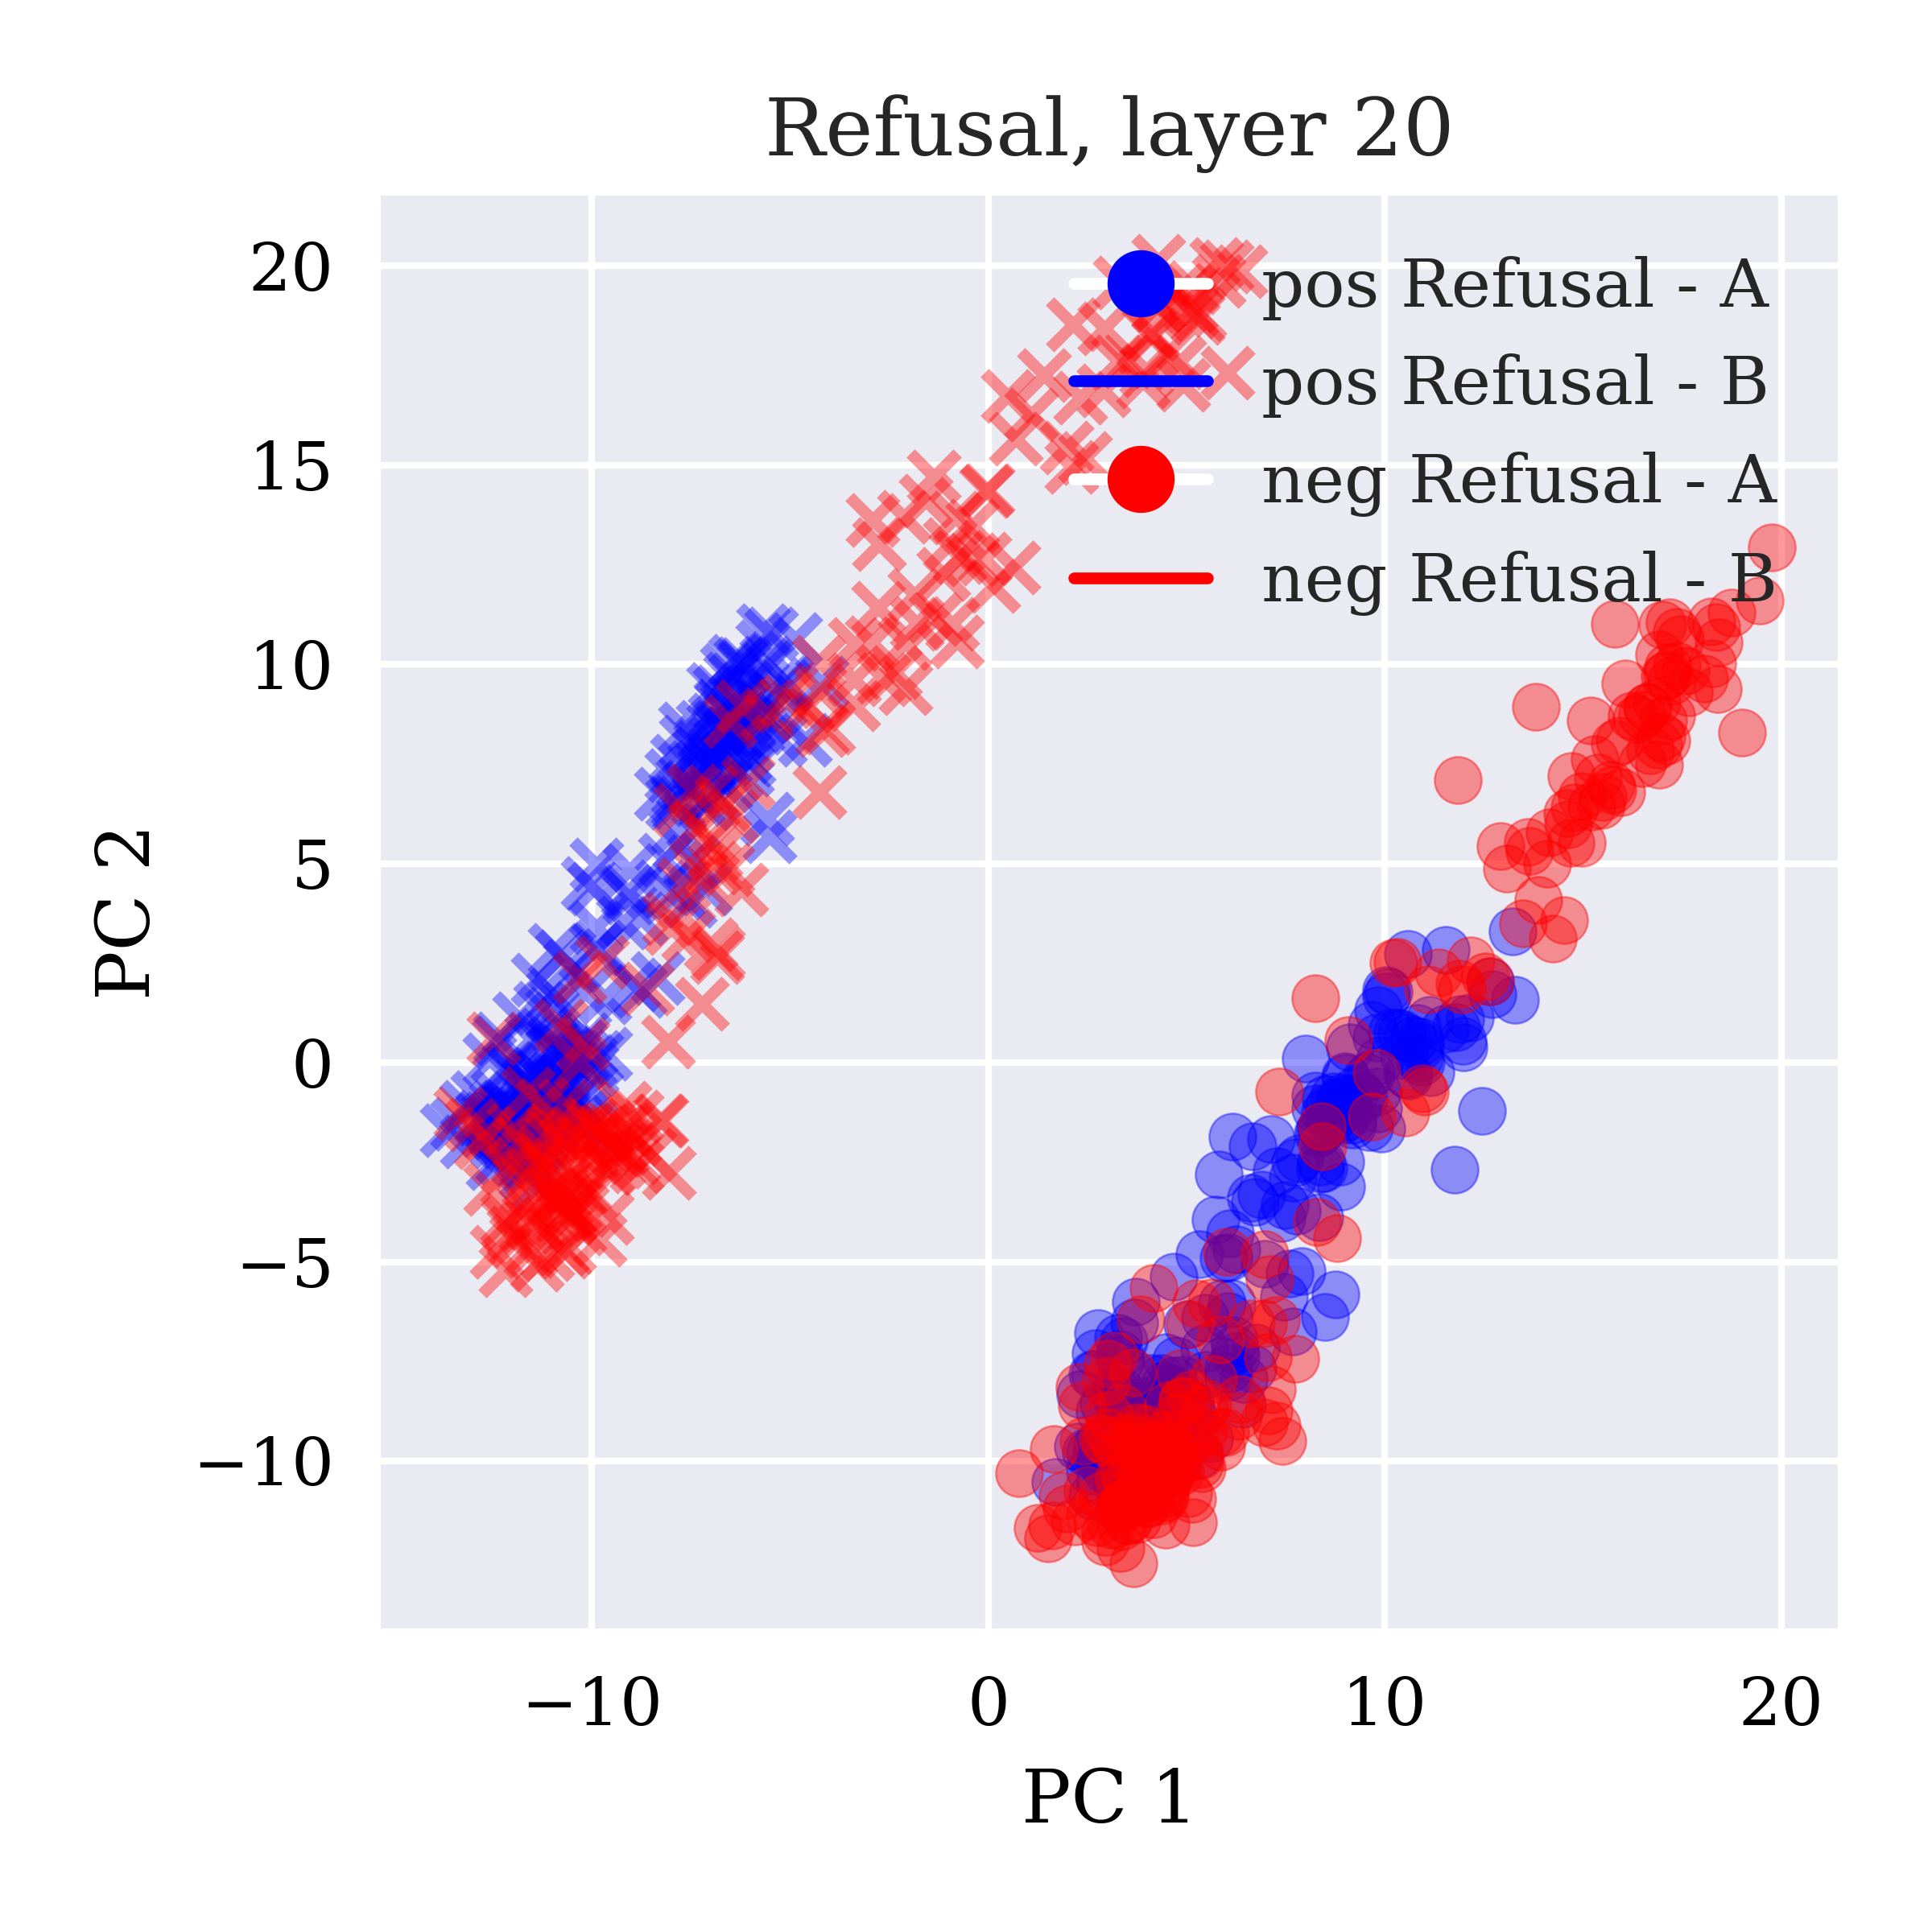 Refusal, layer 20
20
15
10
5
0
−5
−10
PC 2
pos Refusal - A
pos Refusal - B
neg Refusal - A
neg Refusal - B
−10 0 10 20
PC 1